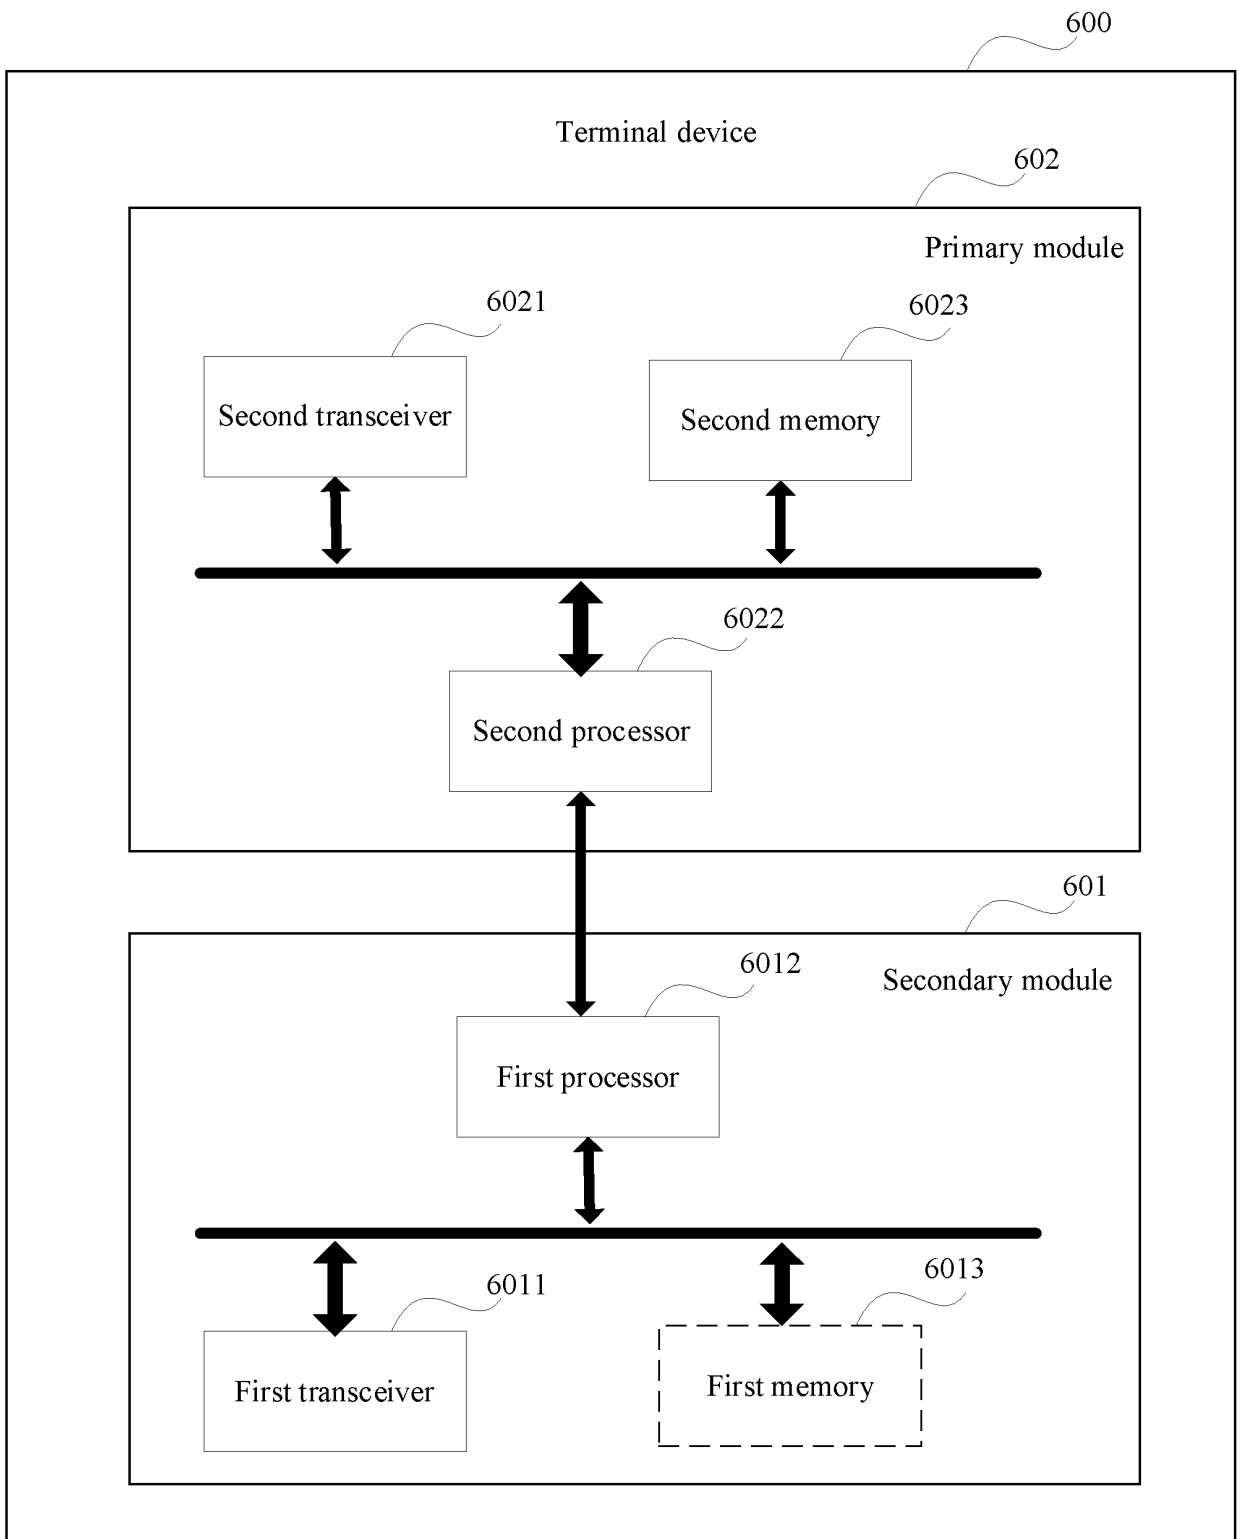 600
Terminal device
602
Primary module
6021
6023
Second transceiver
Second memory
6022
Second processor
601
6012
Secondary module
First processor
6011
6013
First transceiver
First memory